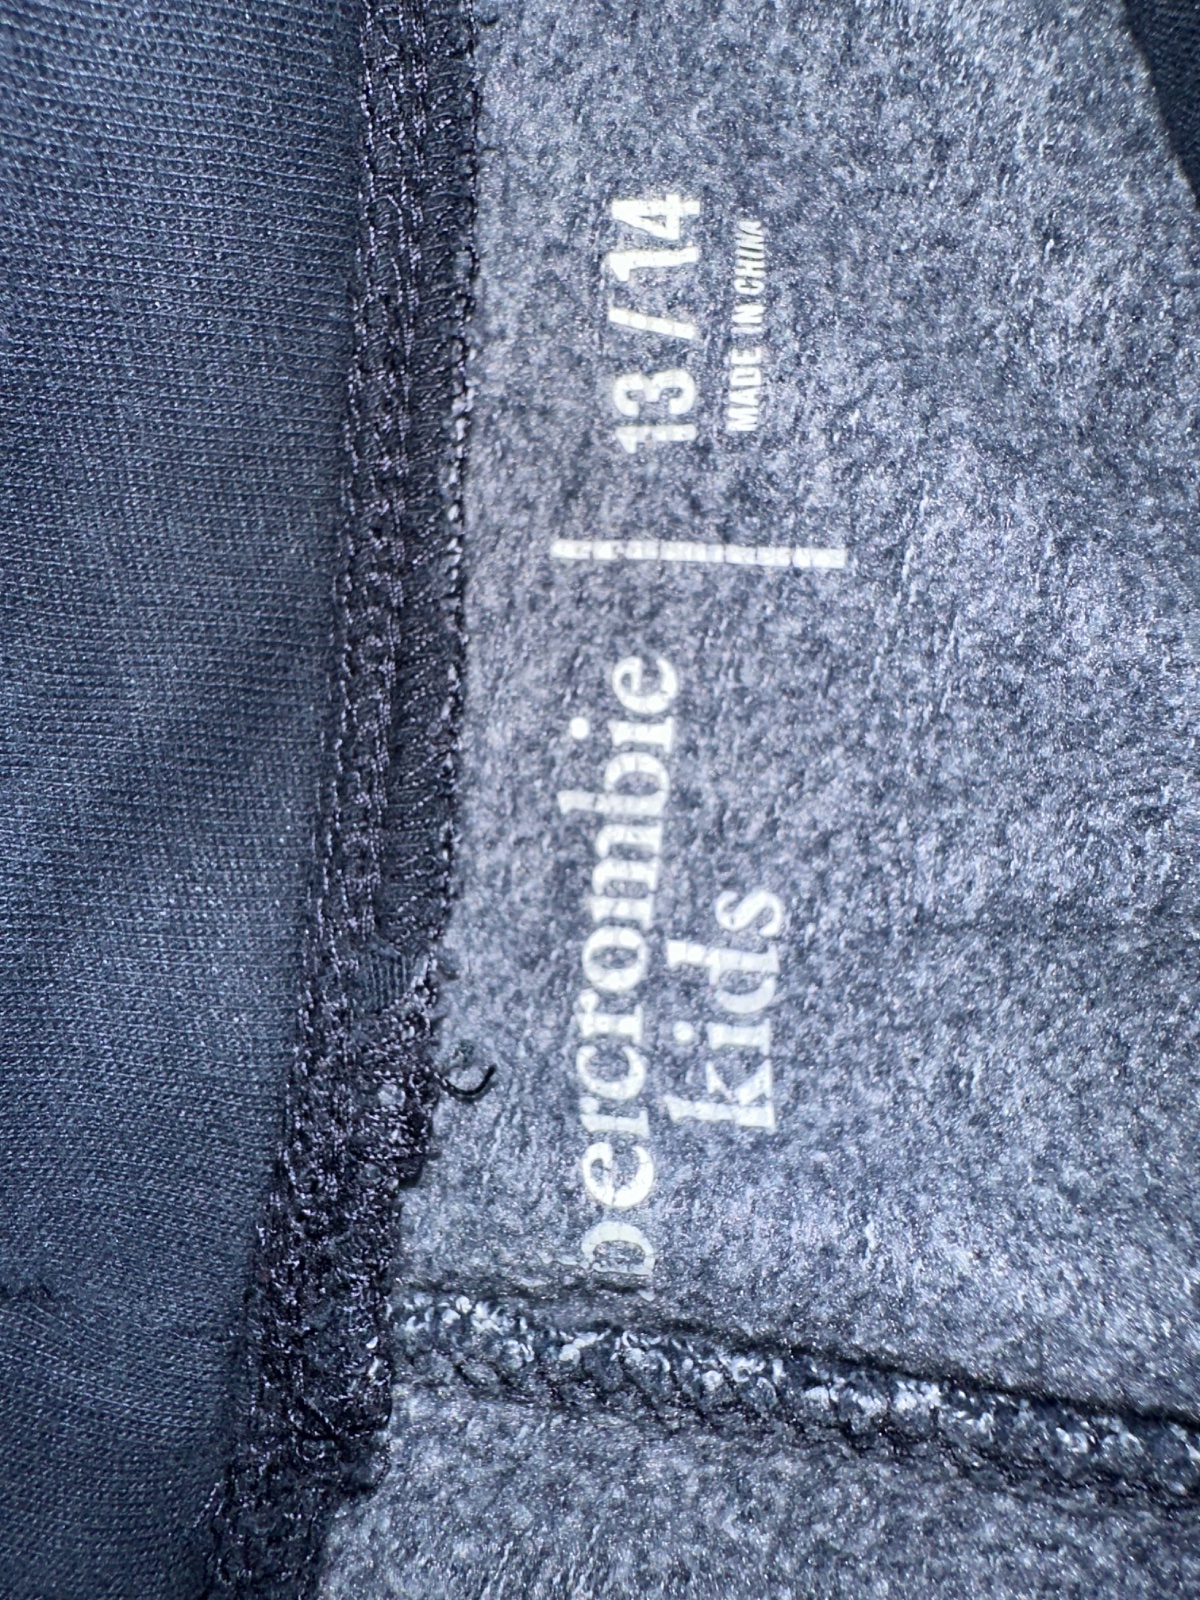 bercrombie
kids
13/14
MADE IN CHINA